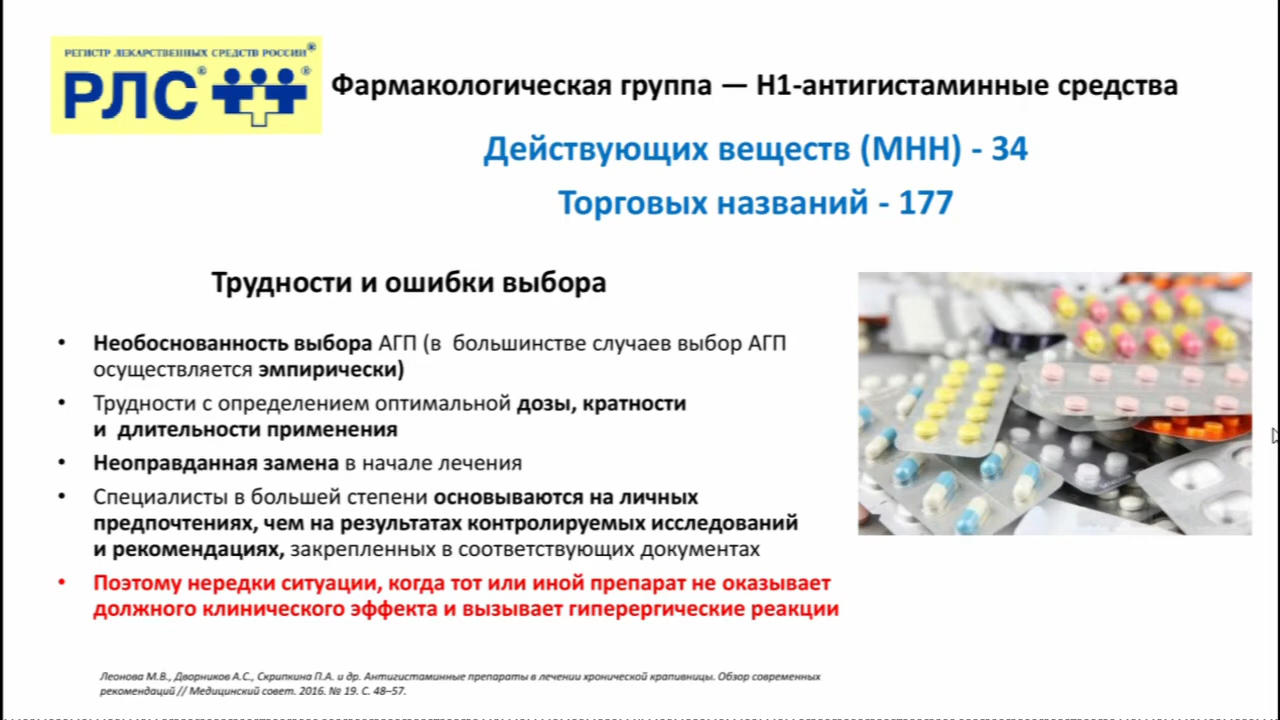 РЕГИСТР ЛЕКАРСТВЕННЫХ СРЕДСТВ РОССИИ®
РЛС® ®
Фармакологическая группа — H1-антигистаминные средства
Действующих веществ (МНН) - 34
Торговых названий - 177
Трудности и ошибки выбора
• Необоснованность выбора АГП (в большинстве случаев выбор АГП
осуществляется эмпирически)
• Трудности с определением оптимальной дозы, кратности
и длительности применения
• Неоправданная замена в начале лечения
• Специалисты в большей степени основываются на личных
предпочтениях, чем на результатах контролируемых исследований
и рекомендациях, закрепленных в соответствующих документах
• Поэтому нередки ситуации, когда тот или иной препарат не оказывает
должного клинического эффекта и вызывает гиперергические реакции
Леонова М.В., Дворников А.С., Скрипкина П.А. и др. Антигистаминные препараты в лечении хронической крапивницы. Обзор современных
рекомендаций // Медицинский совет. 2016. № 19. С. 48–57.